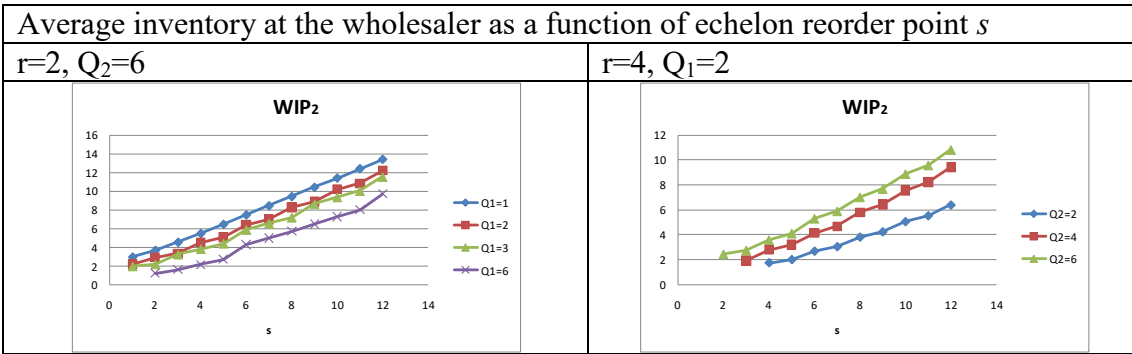 Average inventory at the wholesaler as a function of echelon reorder point s
r=2, Q₂=6
r=4, Q₁=2
WIP₂
16
14
12
10
8
6
4
2
0
0 2 4 6 8 10 12 14
s
Q1=1
Q1=2
Q1=3
Q1=6
WIP₂
12
10
8
6
4
2
0
0 2 4 6 8 10 12 14
s
Q2=2
Q2=4
Q2=6